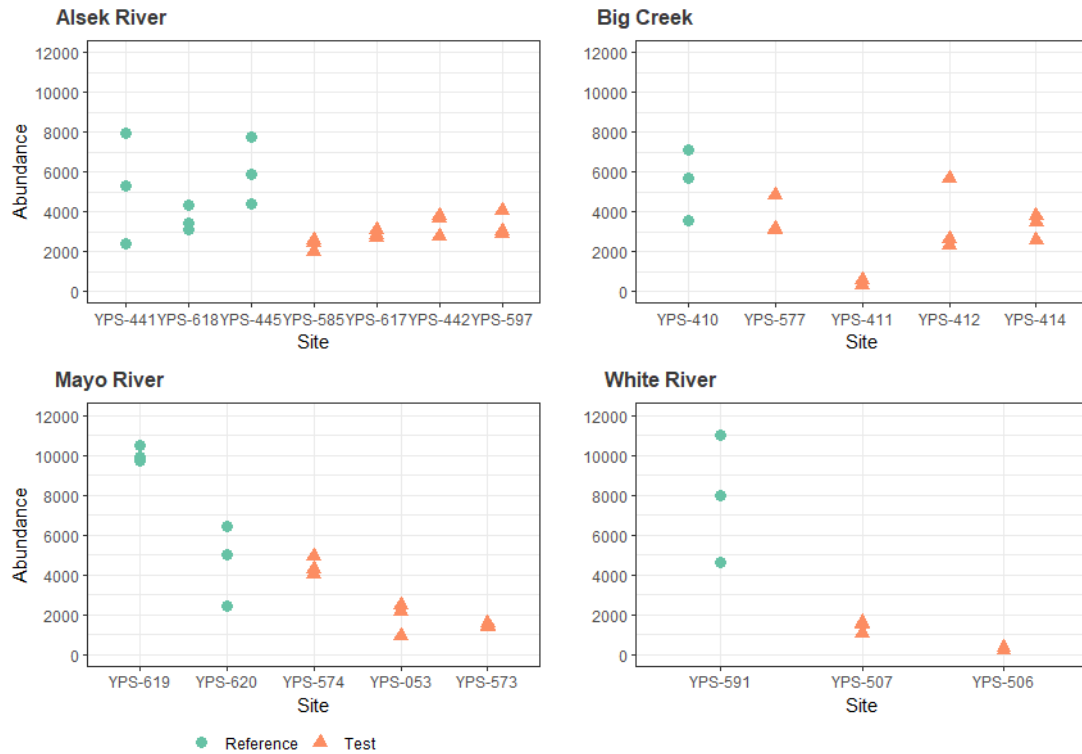 Alsek River
12000
10000
8000
6000
4000
2000
0
Abundance
YPS-441 YPS-618 YPS-445 YPS-585 YPS-617 YPS-442 YPS-597
Site
Big Creek
12000
10000
8000
6000
4000
2000
0
YPS-410 YPS-577 YPS-411 YPS-412 YPS-414
Site
Mayo River
12000
10000
8000
6000
4000
2000
0
Abundance
YPS-619 YPS-620 YPS-574 YPS-053 YPS-573
Site
White River
12000
10000
8000
6000
4000
2000
0
YPS-591 YPS-507 YPS-506
Site
Reference Test